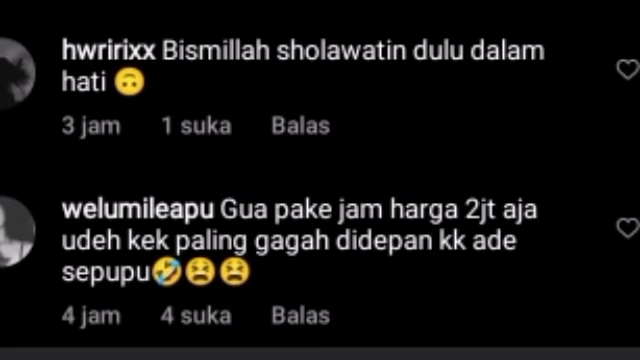 hwririxx Bismillah sholawatin dulu dalam
hati 🙃
3 jam 1 suka Balas
welumileapu Gua pake jam harga 2jt aja
udeh kek paling gagah didepan kk ade
sepupu🤣😫😫
4 jam 4 suka Balas